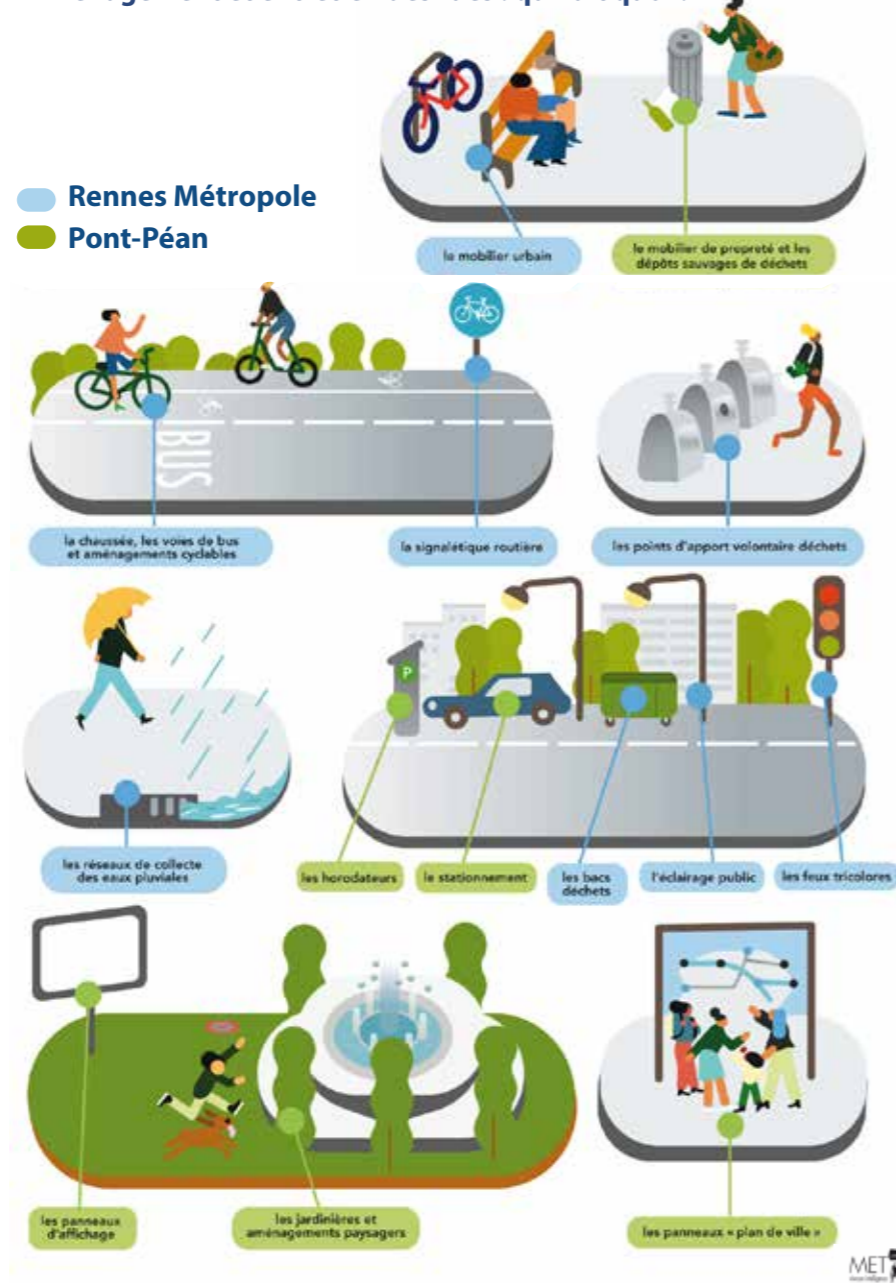 Rennes Métropole
Pont-Péan
le mobilier urbain
le mobilier de propreté et les
dépôts sauvages de déchets
BUS
la chaussée, les voies de bus
et aménagements cyclables
la signalétique routière
les points d'apport volontaire déchets
P
les réseaux de collecte
des eaux pluviales
les horodateurs
le stationnement
les bacs
déchets
l'éclairage public
les feux tricolores
les panneaux
d'affichage
les jardinières et
aménagements paysagers
les panneaux « plan de ville »
MET